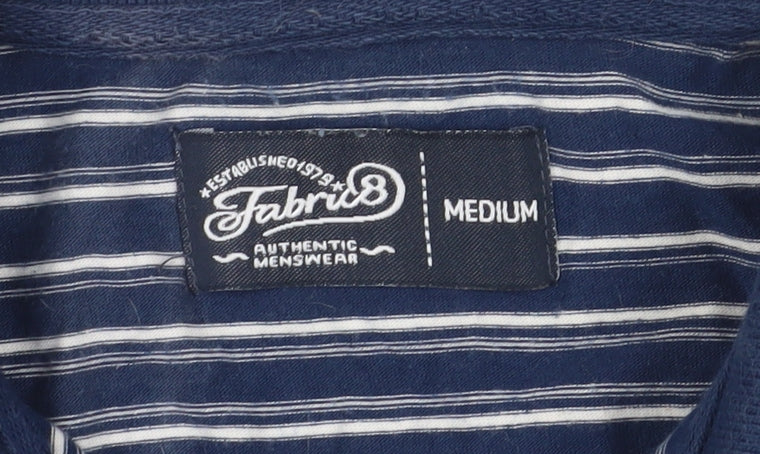 ★ESTABLISHED 1979★
Fabric8
AUTHENTIC
MENSWEAR
MEDIUM